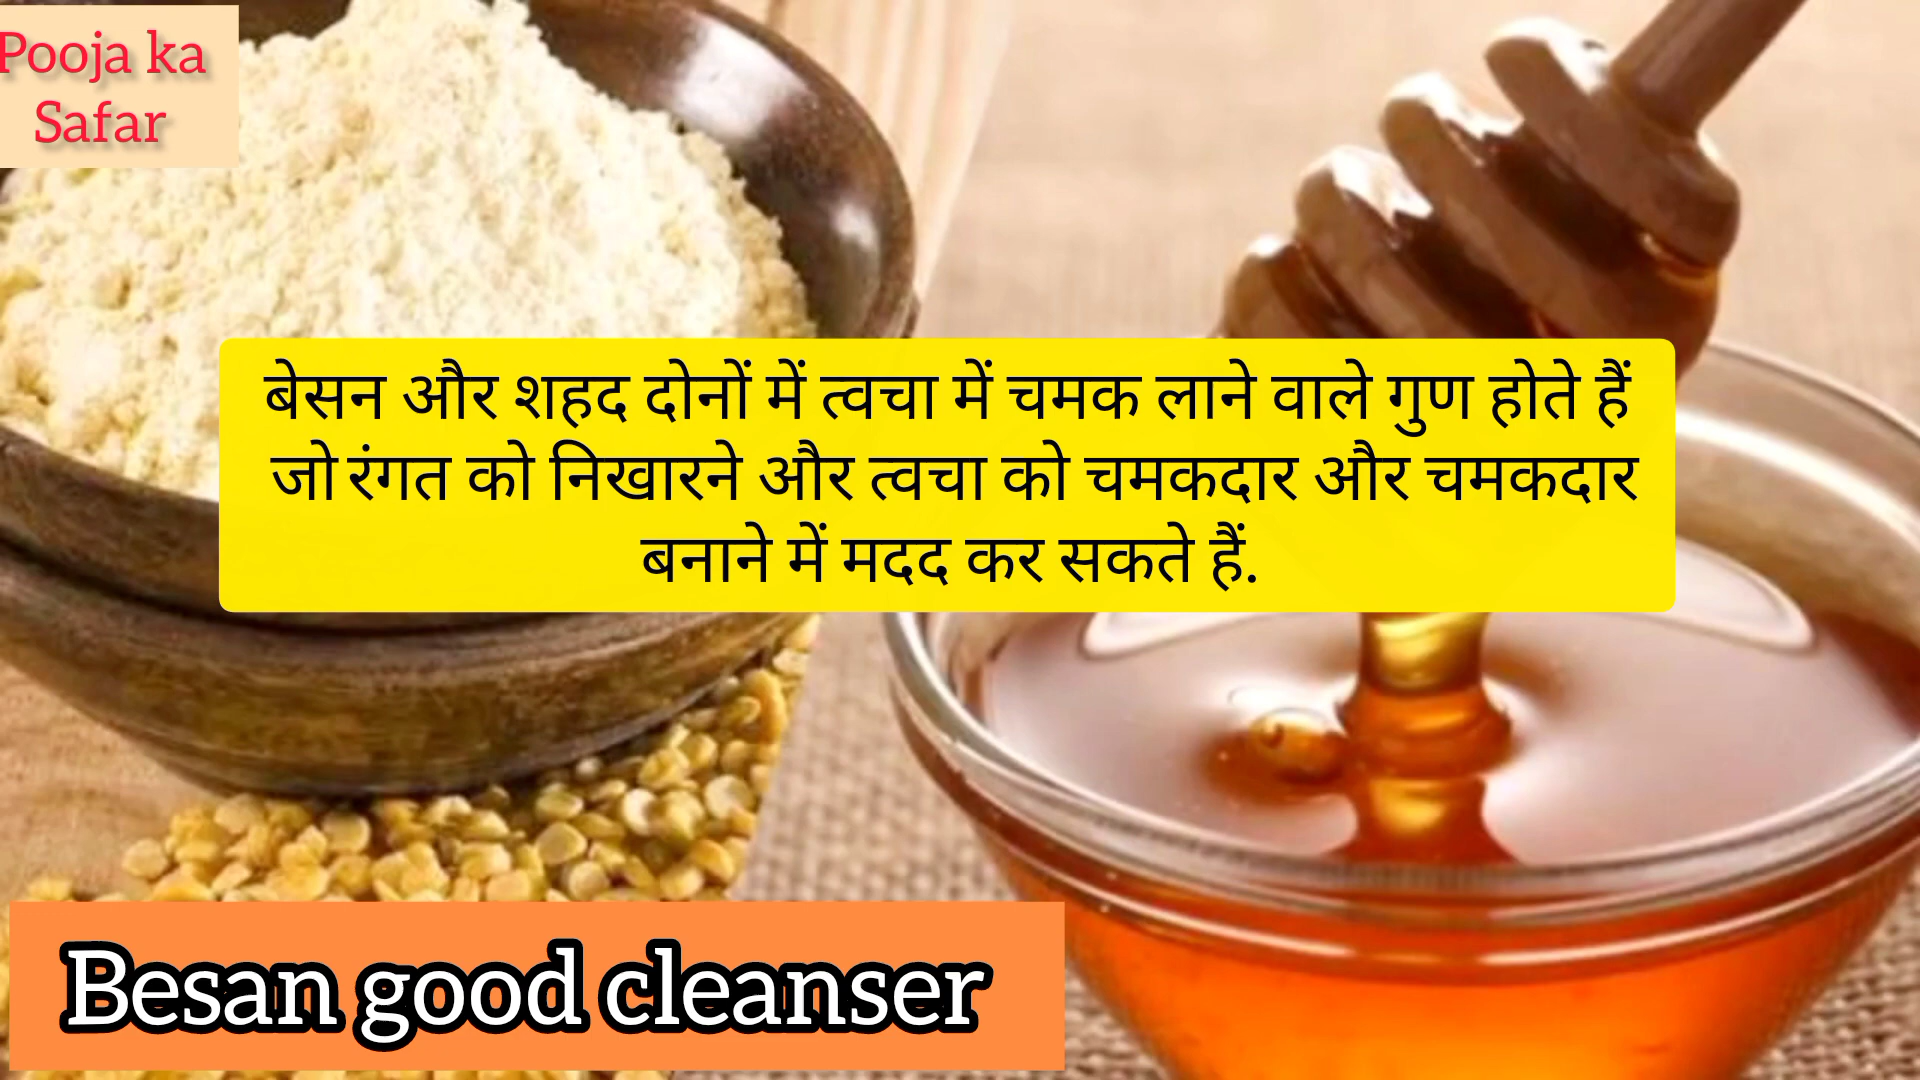 Pooja ka
Safar
बेसन और शहद दोनों में त्वचा में चमक लाने वाले गुण होते हैं
जो रंगत को निखारने और त्वचा को चमकदार और चमकदार
बनाने में मदद कर सकते हैं.
Besan good cleanser